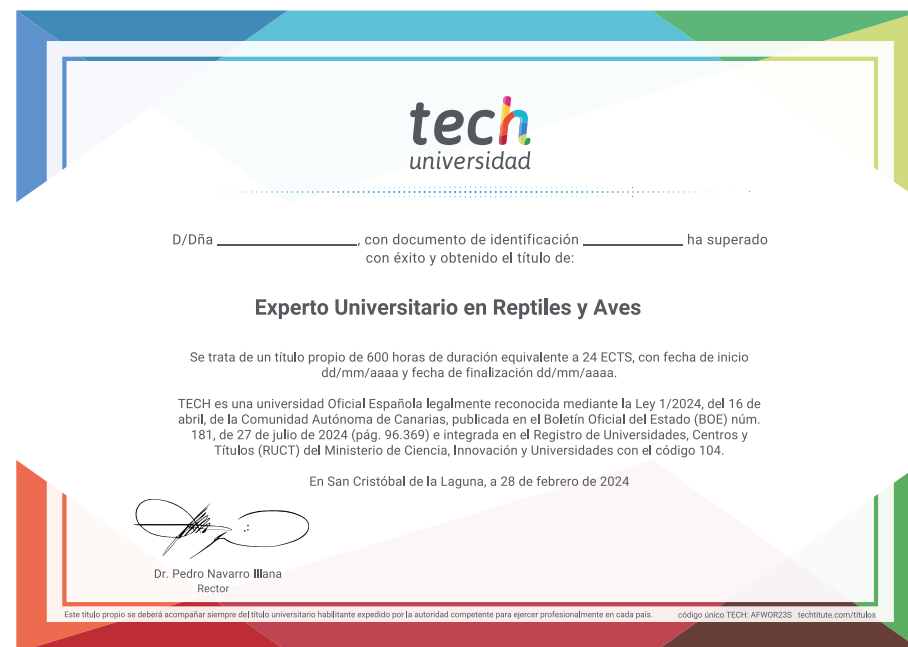 tech
universidad
D/Dña ____________________, con documento de identificación ______________ ha superado
con éxito y obtenido el título de:
Experto Universitario en Reptiles y Aves
Se trata de un título propio de 600 horas de duración equivalente a 24 ECTS, con fecha de inicio
dd/mm/aaaa y fecha de finalización dd/mm/aaaa.
TECH es una universidad Oficial Española legalmente reconocida mediante la Ley 1/2024, del 16 de
abril, de la Comunidad Autónoma de Canarias, publicada en el Boletín Oficial del Estado (BOE) núm.
181, de 27 de julio de 2024 (pág. 96.369) e integrada en el Registro de Universidades, Centros y
Títulos (RUCT) del Ministerio de Ciencia, Innovación y Universidades con el código 104.
En San Cristóbal de la Laguna, a 28 de febrero de 2024
Dr. Pedro Navarro Illana
Rector
Este título propio se deberá acompañar siempre del título universitario habilitante expedido por la autoridad competente para ejercer profesionalmente en cada país. código único TECH: AFWOR23S techtitute.com/titulos